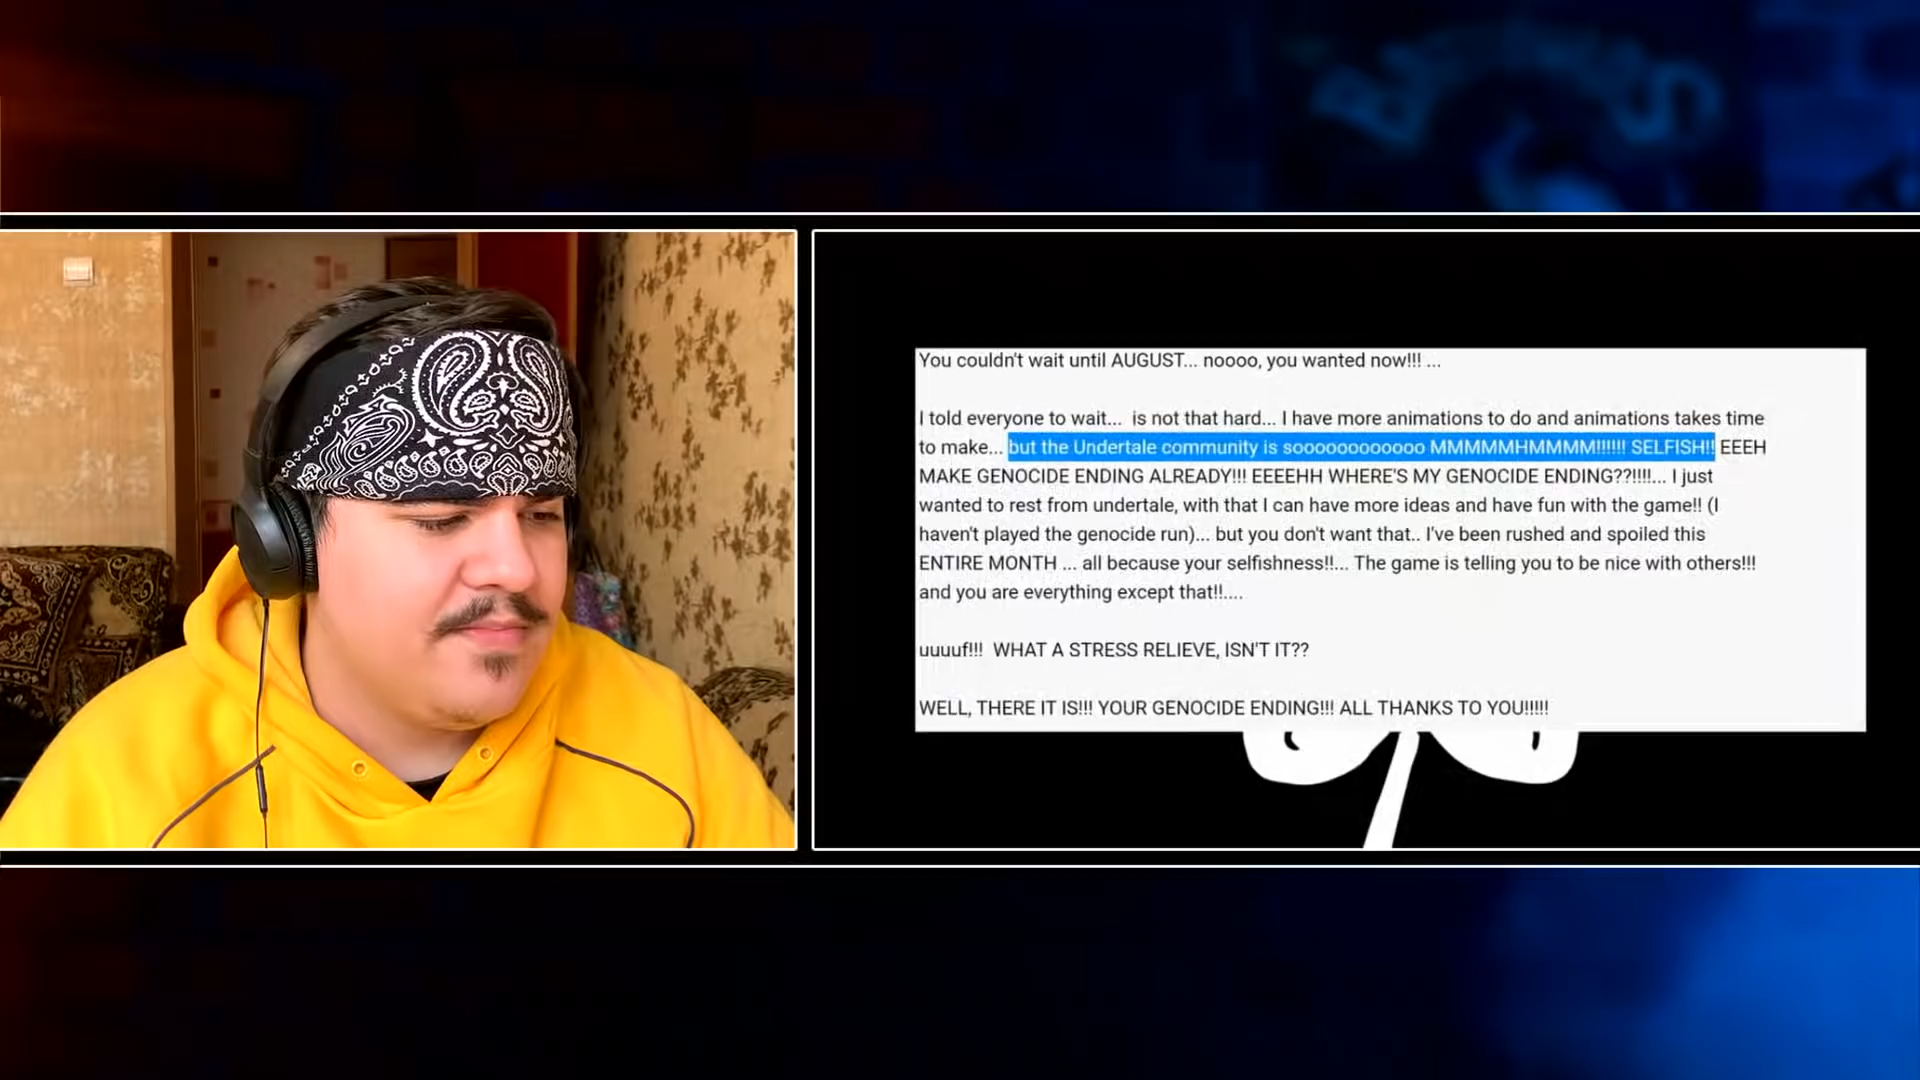 You couldn't wait until AUGUST... noooo, you wanted now!!! ...
I told everyone to wait... is not that hard... I have more animations to do and animations takes time
to make... but the Undertale community is soooooooooooo MMMMMHMMMM!!!!!! SELFISH!! EEEH
MAKE GENOCIDE ENDING ALREADY!!! EEEEHH WHERE'S MY GENOCIDE ENDING??!!!!... I just
wanted to rest from undertale, with that I can have more ideas and have fun with the game!! (I
haven't played the genocide run)... but you don't want that.. I've been rushed and spoiled this
ENTIRE MONTH ... all because your selfishness!!... The game is telling you to be nice with others!!!
and you are everything except that!!....
uuuuf!!! WHAT A STRESS RELIEVE, ISN'T IT??
WELL, THERE IT IS!!! YOUR GENOCIDE ENDING!!! ALL THANKS TO YOU!!!!!